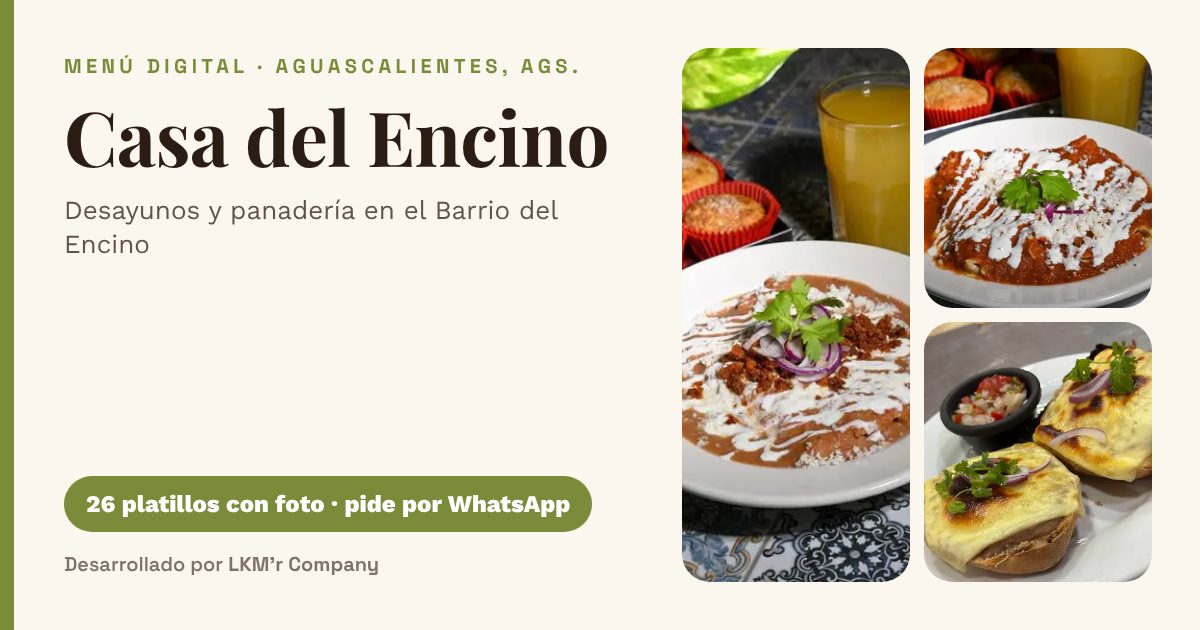 MENÚ DIGITAL · AGUASCALIENTES, AGS.
Casa del Encino
Desayunos y panadería en el Barrio del
Encino
26 platillos con foto · pide por WhatsApp
Desarrollado por LKM’r Company